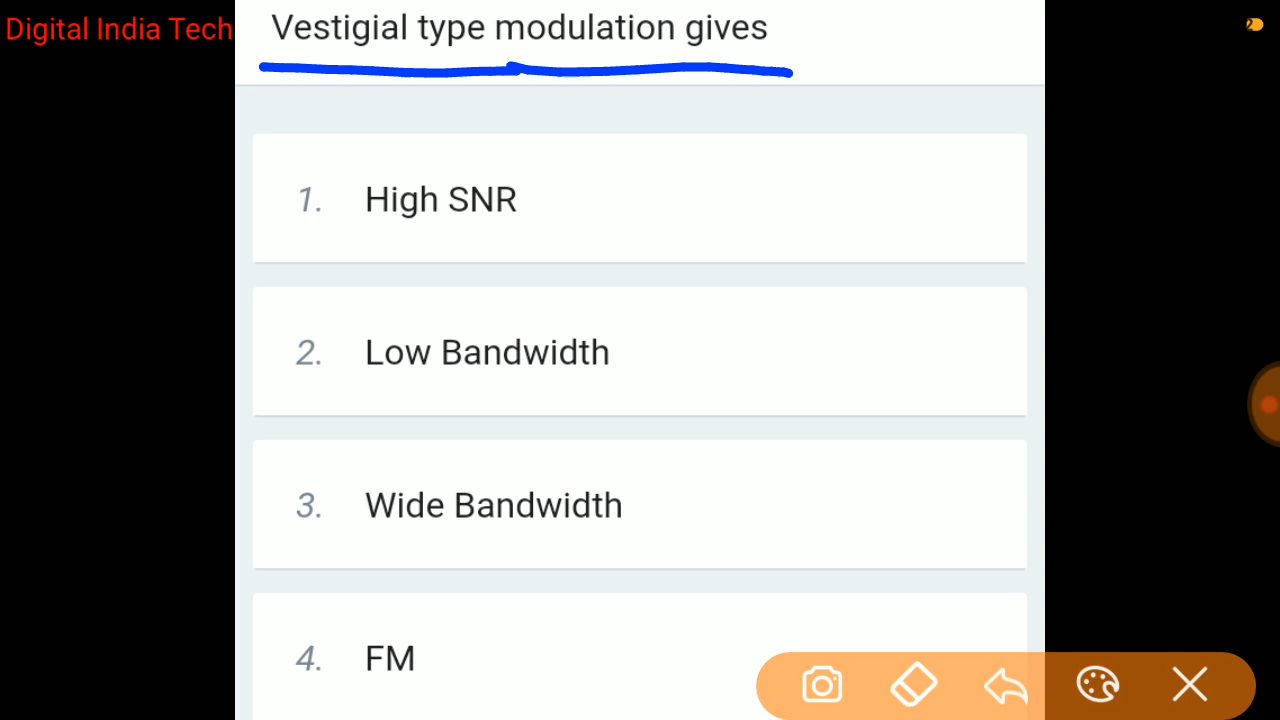 Digital India Tech
Vestigial type modulation gives
1. High SNR
2. Low Bandwidth
3. Wide Bandwidth
4. FM